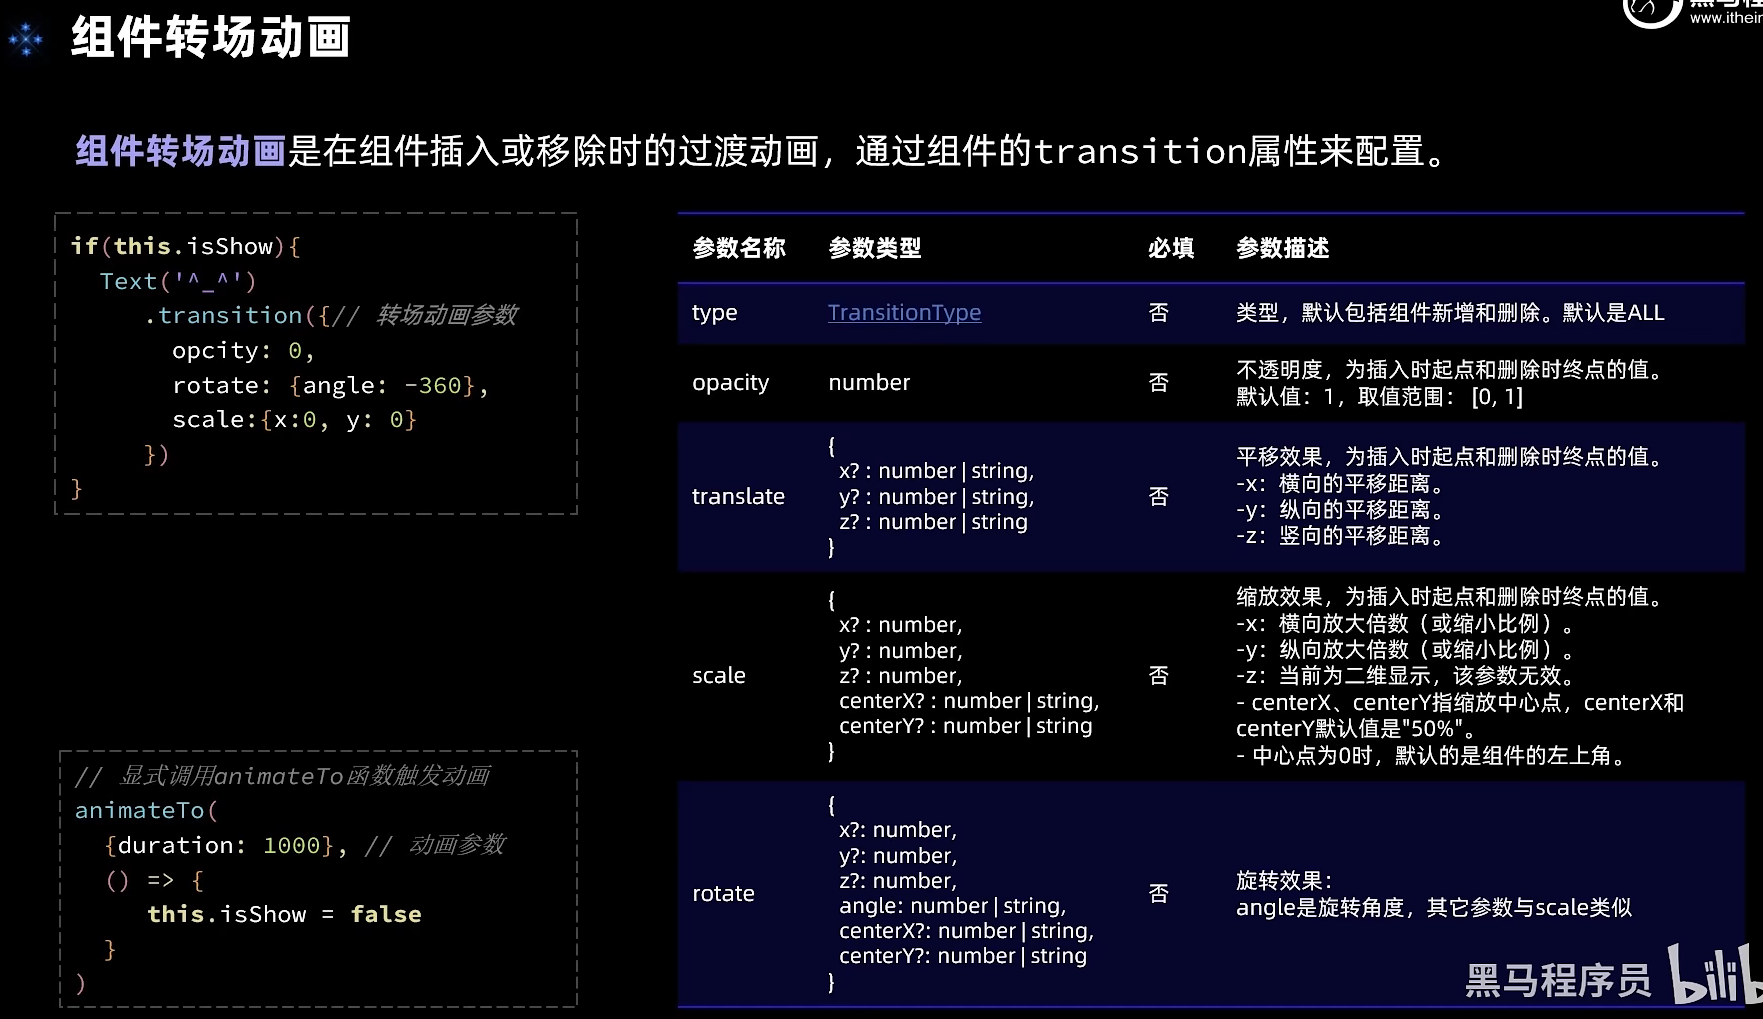 组件转场动画
www.itheir
组件转场动画是在组件插入或移除时的过渡动画，通过组件的transition属性来配置。
if(this.isShow){
Text('^_^')
.transition({// 转场动画参数
opcity: 0,
rotate: {angle: -360},
scale:{x:0, y: 0}
})
}
// 显式调用animateTo函数触发动画
animateTo(
{duration: 1000}, // 动画参数
() => {
this.isShow = false
}
)
参数名称 参数类型 必填 参数描述
type TransitionType 否 类型，默认包括组件新增和删除。默认是ALL
opacity number 否 不透明度，为插入时起点和删除时终点的值。
默认值：1，取值范围： [0, 1]
translate
{
x? : number | string,
y? : number | string,
z? : number | string
}
否
平移效果，为插入时起点和删除时终点的值。
-x：横向的平移距离。
-y：纵向的平移距离。
-z：竖向的平移距离。
scale
{
x? : number,
y? : number,
z? : number,
centerX? : number | string,
centerY? : number | string
}
否
缩放效果，为插入时起点和删除时终点的值。
-x：横向放大倍数（或缩小比例）。
-y：纵向放大倍数（或缩小比例）。
-z：当前为二维显示，该参数无效。
- centerX、centerY指缩放中心点，centerX和
centerY默认值是"50%"。
- 中心点为0时，默认的是组件的左上角。
rotate
{
x?: number,
y?: number,
z?: number,
angle: number | string,
centerX?: number | string,
centerY?: number | string
}
否
旋转效果：
angle是旋转角度，其它参数与scale类似
黑马程序员 bilib